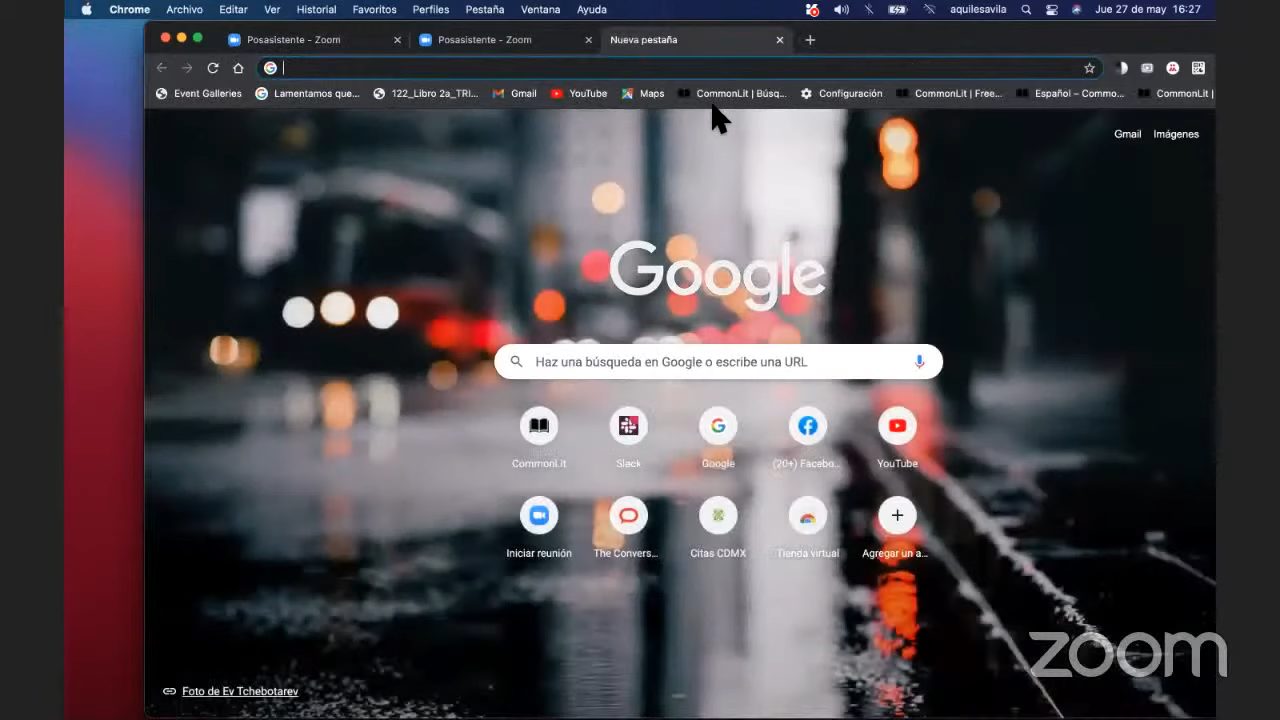 Chrome Archivo Editar Ver Historial Favoritos Perfiles Pestaña Ventana Ayuda aquilesavila Jue 27 de may 16:27
Posasistente - Zoom Posasistente - Zoom Nueva pestaña
Event Galleries Lamentamos que... 122_Libro 2a_TRI... Gmail YouTube Maps CommonLit | Búsq... Configuración CommonLit | Free... Español – Commo... CommonLit |
Gmail Imágenes
Google
Haz una búsqueda en Google o escribe una URL
CommonLit Slack Google (20+) Facebo... YouTube
Iniciar reunión The Convers... Citas CDMX Tienda virtual Agregar un a...
Foto de Ev Tchebotarev
zoom